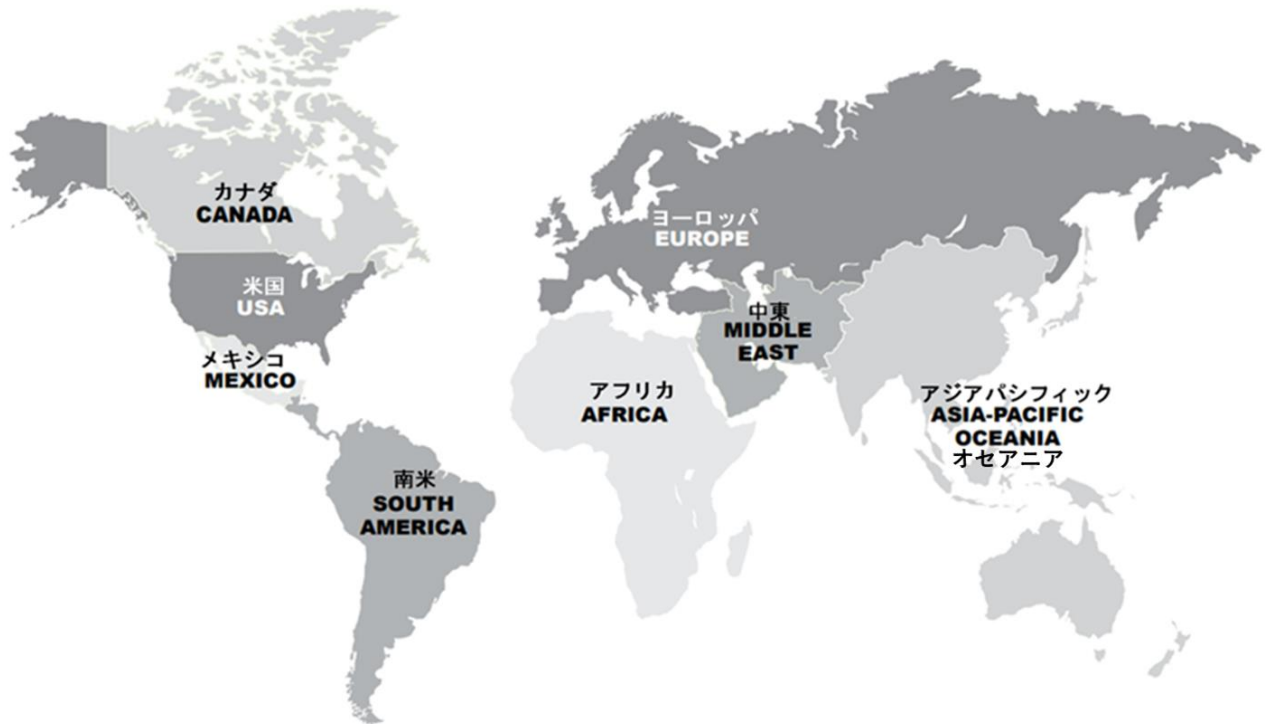 カナダ
CANADA
米国
USA
メキシコ
MEXICO
南米
SOUTH
AMERICA
ヨーロッパ
EUROPE
中東
MIDDLE
EAST
アフリカ
AFRICA
アジアパシフィック
ASIA-PACIFIC
OCEANIA
オセアニア